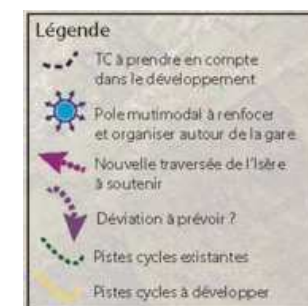 Légende
TC à prendre en compte
dans le développement
Pole mutimodal à renfocer
et organiser autour de la gare
Nouvelle traversée de l'Isère
à soutenir
Déviation à prévoir ?
Pistes cycles existantes
Pistes cycles à développer